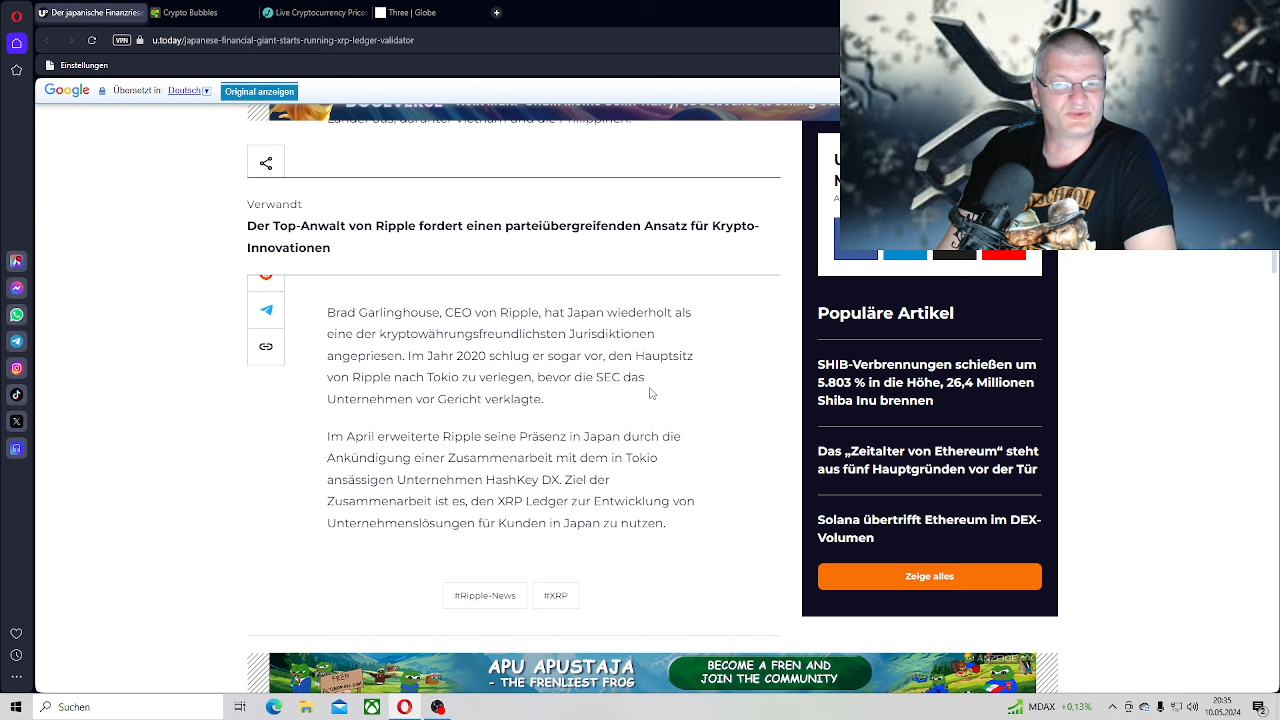 Der japanische Finanzries
Crypto Bubbles
Live Cryptocurrency Prices
Three | Globe
VPN
u.today/japanese-financial-giant-starts-running-xrp-ledger-validator
Einstellungen
Google
Übersetzt in: Deutsch
Original anzeigen
Länder aus, darunter Vietnam und die Philippinen.
Verwandt
Der Top-Anwalt von Ripple fordert einen parteiübergreifenden Ansatz für Krypto-
Innovationen
Brad Garlinghouse, CEO von Ripple, hat Japan wiederholt als
eine der kryptowährungsfreundlichsten Jurisdiktionen
angepriesen. Im Jahr 2020 schlug er sogar vor, den Hauptsitz
von Ripple nach Tokio zu verlegen, bevor die SEC das
Unternehmen vor Gericht verklagte.
Im April erweiterte Ripple seine Präsenz in Japan durch die
Ankündigung einer Zusammenarbeit mit dem in Tokio
ansässigen Unternehmen HashKey DX. Ziel der
Zusammenarbeit ist es, den XRP Ledger zur Entwicklung von
Unternehmenslösungen für Kunden in Japan zu nutzen.
#Ripple-News
#XRP
Populäre Artikel
SHIB-Verbrennungen schießen um
5.803 % in die Höhe, 26,4 Millionen
Shiba Inu brennen
Das „Zeitalter von Ethereum“ steht
aus fünf Hauptgründen vor der Tür
Solana übertrifft Ethereum im DEX-
Volumen
Zeige alles
ANZEIGE
APU APUSTAJA
- THE FRENLIEST FROG
BECOME A FREN AND
JOIN THE COMMUNITY
Suchen
MDAX +0,13%
20:35
10.05.2024